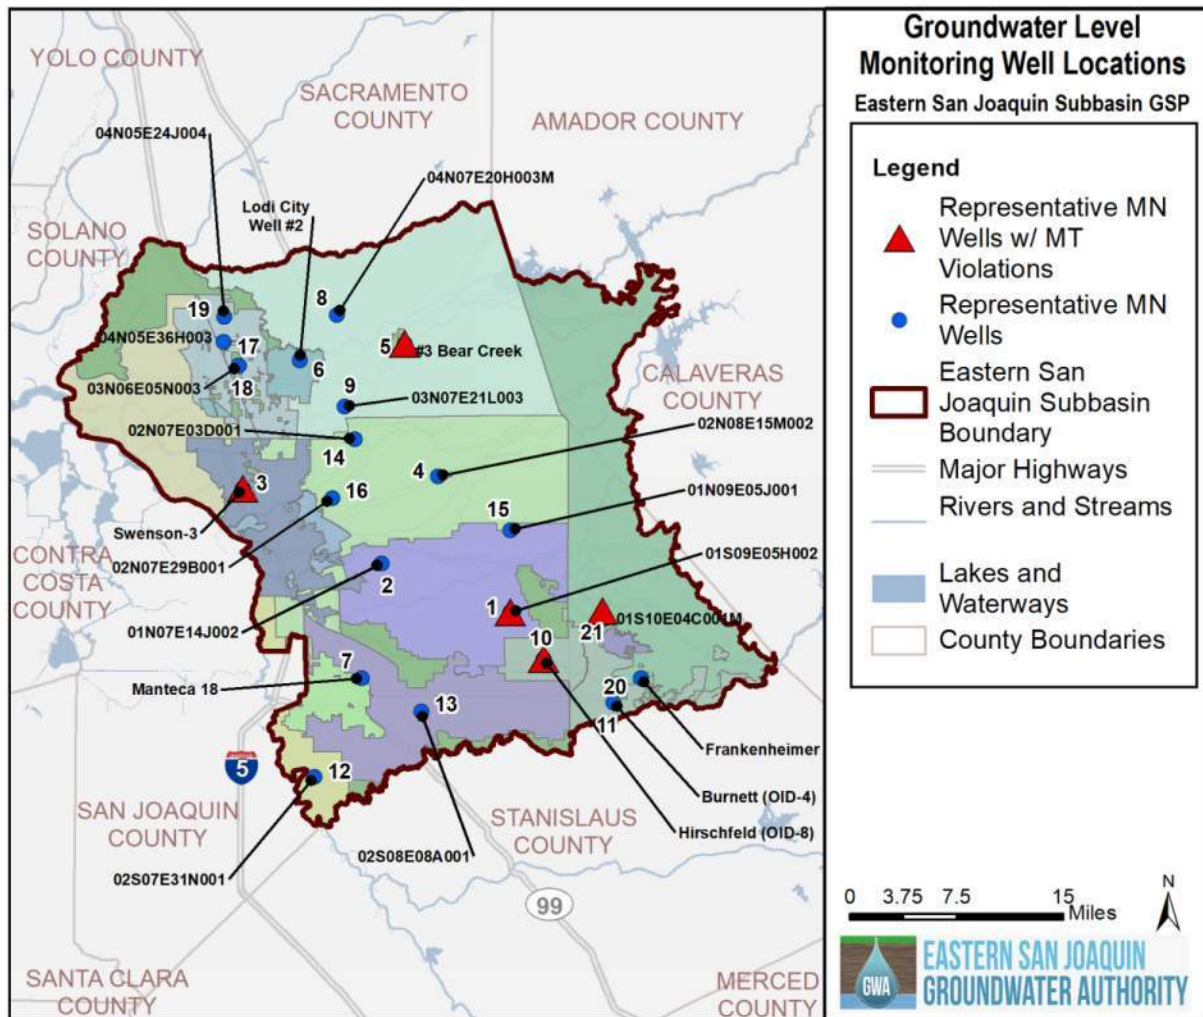 YOLO COUNTY
SACRAMENTO
COUNTY
AMADOR COUNTY
04N05E24J004
04N07E20H003M
Lodi City
Well #2
SOLANO
COUNTY
19
8
04N05E36H003
17
5
#3 Bear Creek
6
03N06E05N003
18
CALAVERAS
COUNTY
9
03N07E21L003
02N07E03D001
02N08E15M002
14
4
3
16
01N09E05J001
15
Swenson-3
CONTRA
COSTA
COUNTY
02N07E29B001
01S09E05H002
2
1
01S10E04C001M
01N07E14J002
21
10
7
Manteca 18
20
13
11
Frankenheimer
5
12
Burnett (OID-4)
SAN JOAQUIN
COUNTY
STANISLAUS
COUNTY
Hirschfeld (OID-8)
02S08E08A001
02S07E31N001
99
SANTA CLARA
COUNTY
MERCED
COUNTY
Groundwater Level
Monitoring Well Locations
Eastern San Joaquin Subbasin GSP
Legend
Representative MN
Wells w/ MT
Violations
Representative MN
Wells
Eastern San
Joaquin Subbasin
Boundary
Major Highways
Rivers and Streams
Lakes and
Waterways
County Boundaries
N
0 3.75 7.5 15
Miles
GWA
EASTERN SAN JOAQUIN
GROUNDWATER AUTHORITY